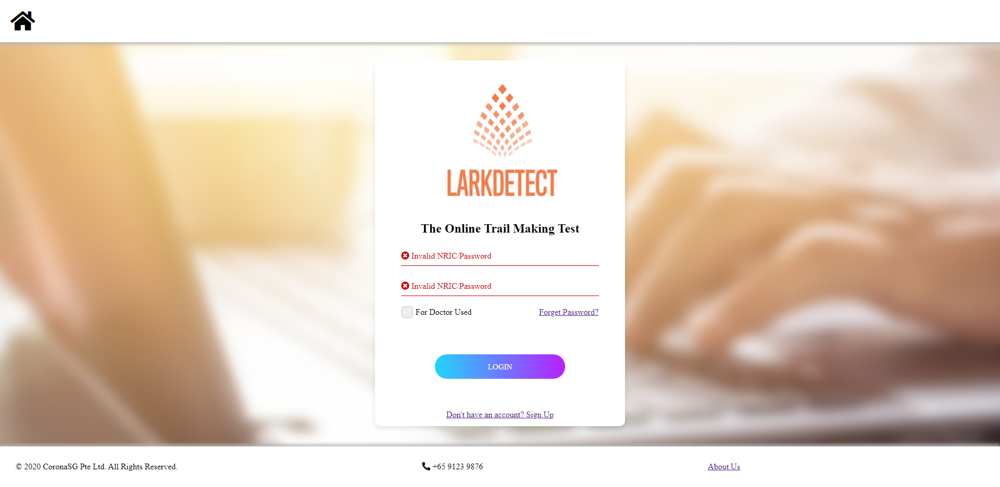 LARKDETECT
The Online Trail Making Test
Invalid NRIC/Password
Invalid NRIC/Password
For Doctor Used Forget Password?
LOGIN
Don't have an account? Sign Up
© 2020 CoronaSG Pte Ltd. All Rights Reserved. +65 9123 9876 About Us